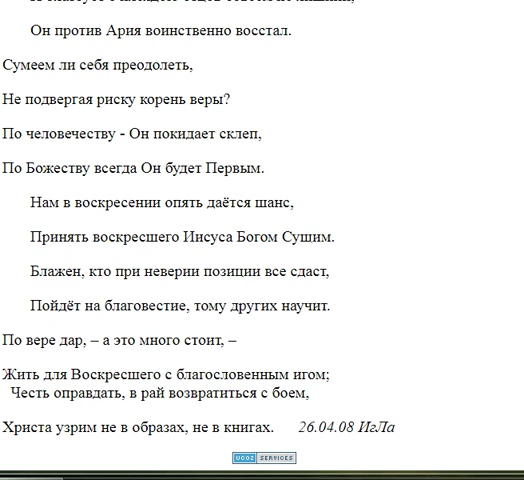 Он против Ария воинственно восстал.
Сумеем ли себя преодолеть,
Не подвергая риску корень веры?
По человечеству - Он покидает склеп,
По Божеству всегда Он будет Первым.
Нам в воскресении опять даётся шанс,
Принять воскресшего Иисуса Богом Сущим.
Блажен, кто при неверии позиции все сдаст,
Пойдёт на благовестие, тому других научит.
По вере дар, – а это много стоит, –
Жить для Воскресшего с благословенным игом;
Честь оправдать, в рай возвратиться с боем,
Христа узрим не в образах, не в книгах. 26.04.08 ИгЛа
UCOZ SERVICES